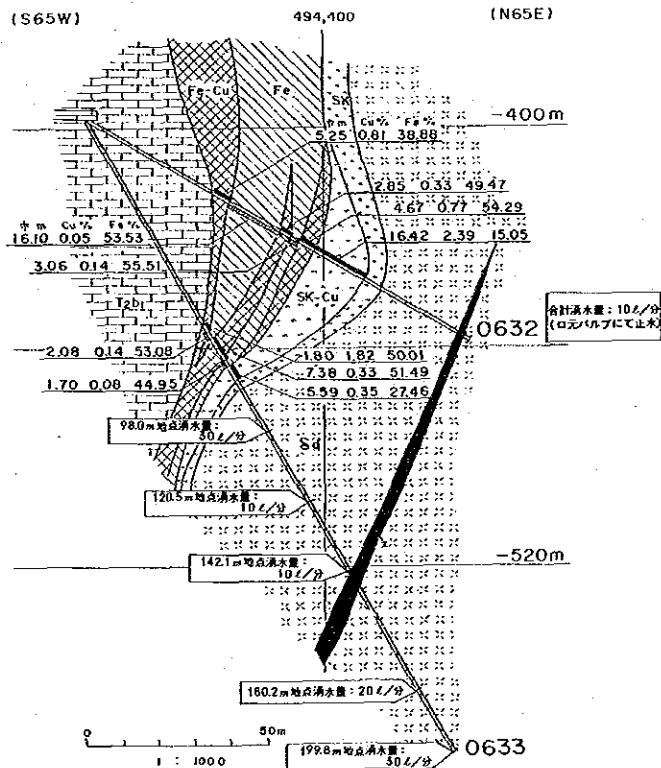 (S65W)
494,400
(N65E)
Fe-Cu
Fe
SK
-400m
巾m Cu% Fe%
5.25 0.81 38.88
2.85 0.33 49.47
4.67 0.77 54.29
巾m Cu% Fe%
16.10 0.05 53.53
16.42 2.39 15.05
3.06 0.14 55.51
SK-Cu
T2b
合計湧水量:10ℓ/分
(口元バルブにて止水)
0632
2.08 0.14 53.08
1.80 1.82 50.01
1.70 0.08 44.95
7.38 0.33 51.49
5.59 0.35 27.46
98.0m地点湧水量:
30ℓ/分
Sd
120.5m地点湧水量:
10ℓ/分
-520m
142.1m地点湧水量:
10ℓ/分
160.2m地点湧水量:20ℓ/分
0 50m
1 : 1000
199.8m地点湧水量:
50ℓ/分
0633